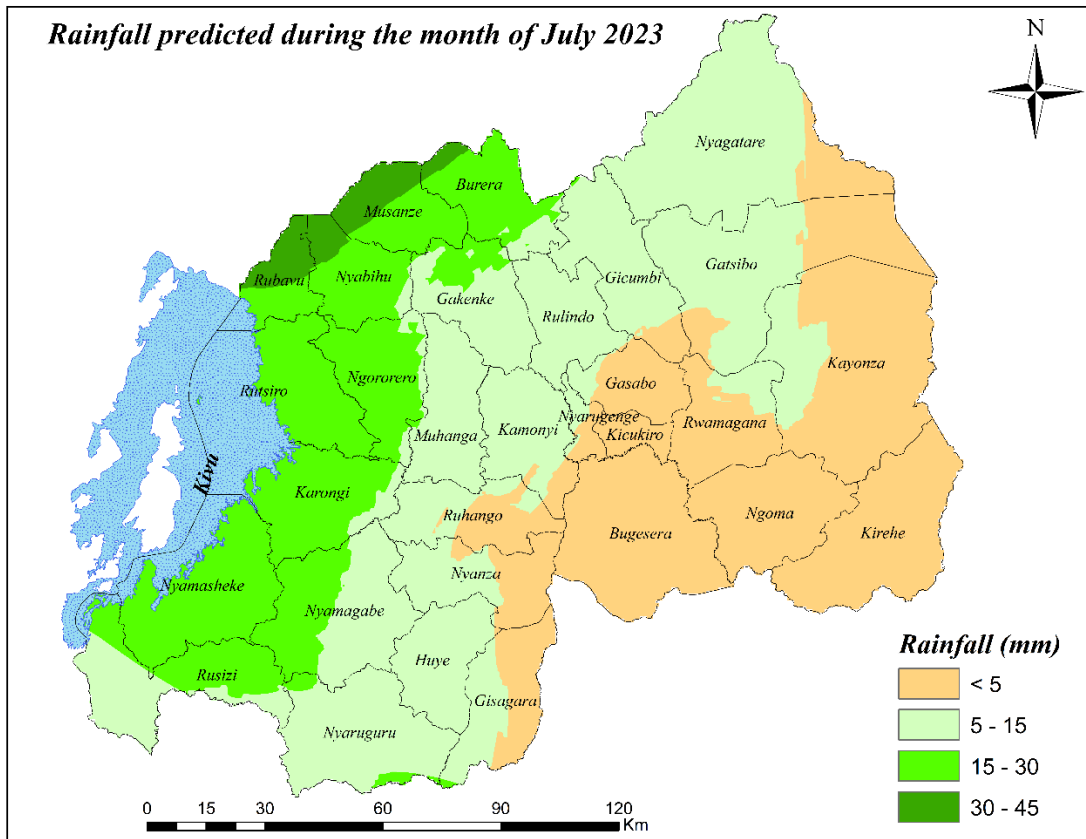 Rainfall predicted during the month of July 2023
N
Nyagatare
Burera
Musanze
Rubavu
Nyabihu
Gakenke
Gicumbi
Gatsibo
Rulindo
Rutsiro
Ngororero
Gasabo
Kayonza
Muhanga
Kamonyi
Nyarugenge
Kicukiro
Rwamagana
Kivu
Karongi
Ruhango
Bugesera
Ngoma
Kirehe
Nyamasheke
Nyanza
Nyamagabe
Huye
Rusizi
Gisagara
Nyaruguru
Rainfall (mm)
< 5
5 - 15
15 - 30
30 - 45
0 15 30 60 90 120
Km